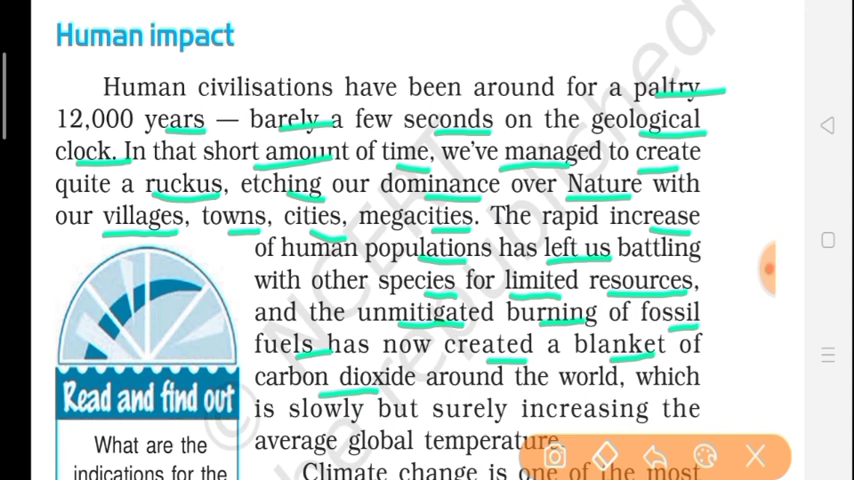 Human impact
Human civilisations have been around for a paltry
12,000 years — barely a few seconds on the geological
clock. In that short amount of time, we've managed to create
quite a ruckus, etching our dominance over Nature with
our villages, towns, cities, megacities. The rapid increase
of human populations has left us battling
with other species for limited resources,
and the unmitigated burning of fossil
fuels has now created a blanket of
carbon dioxide around the world, which
is slowly but surely increasing the
average global temperature.
Climate change is one of the most
Read and find out
What are the
indications for the
© NCERT
be republished